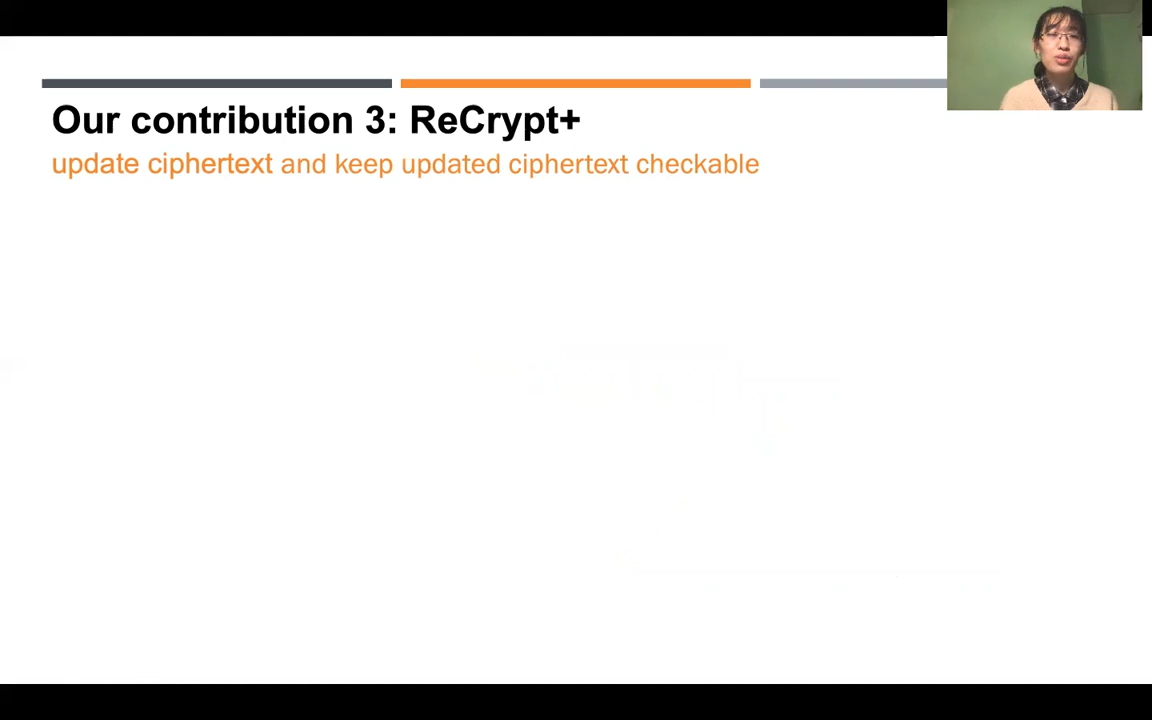 Our contribution 3: ReCrypt+
update ciphertext and keep updated ciphertext checkable